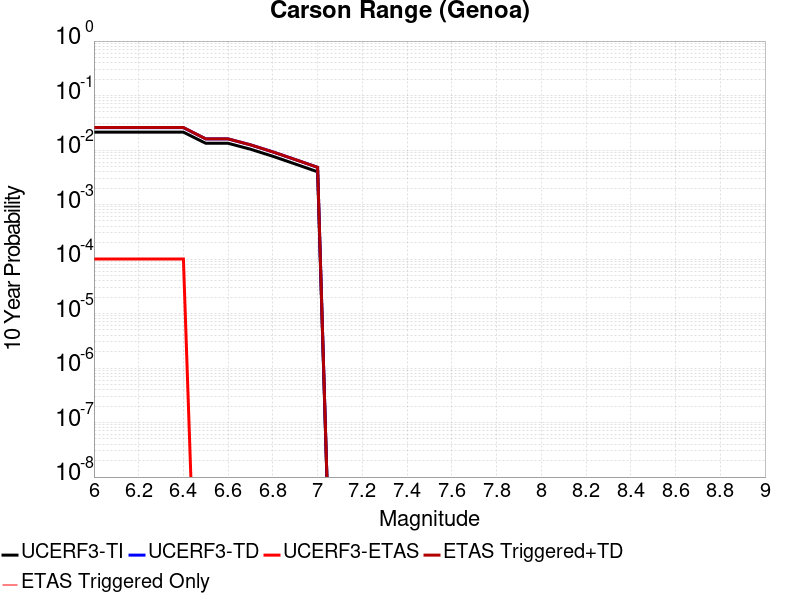 Carson Range (Genoa)
10 0
10 -1
10 -2
10 -3
10 -4
10 -5
10 -6
10 -7
10 -8
10 Year Probability
6 6.2 6.4 6.6 6.8 7 7.2 7.4 7.6 7.8 8 8.2 8.4 8.6 8.8 9
Magnitude
UCERF3-TI UCERF3-TD UCERF3-ETAS ETAS Triggered+TD
ETAS Triggered Only